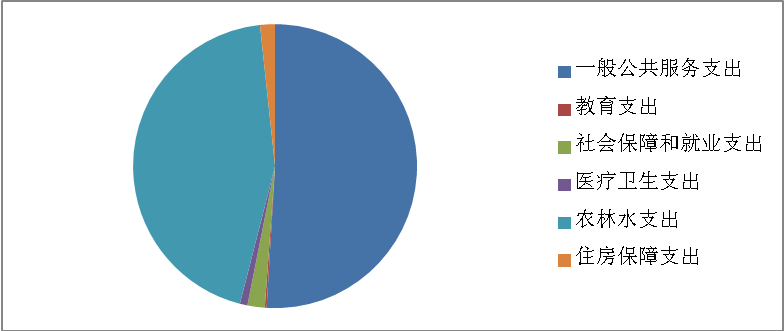 一般公共服务支出
教育支出
社会保障和就业支出
医疗卫生支出
农林水支出
住房保障支出